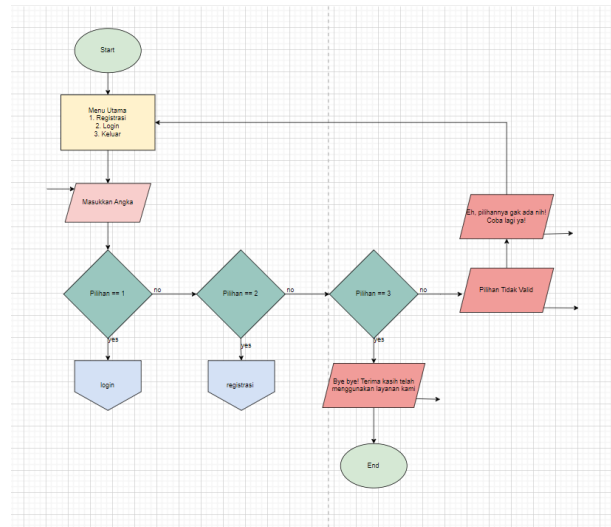 Start
Menu Utama
1. Registrasi
2. Login
3. Keluar
Masukkan Angka
Eh, pilihannya gak ada nih!
Coba lagi ya!
Pilihan == 1
no
Pilihan == 2
no
Pilihan == 3
no
Pilihan Tidak Valid
yes
yes
yes
login
registrasi
Bye bye! Terima kasih telah
menggunakan layanan kami
End